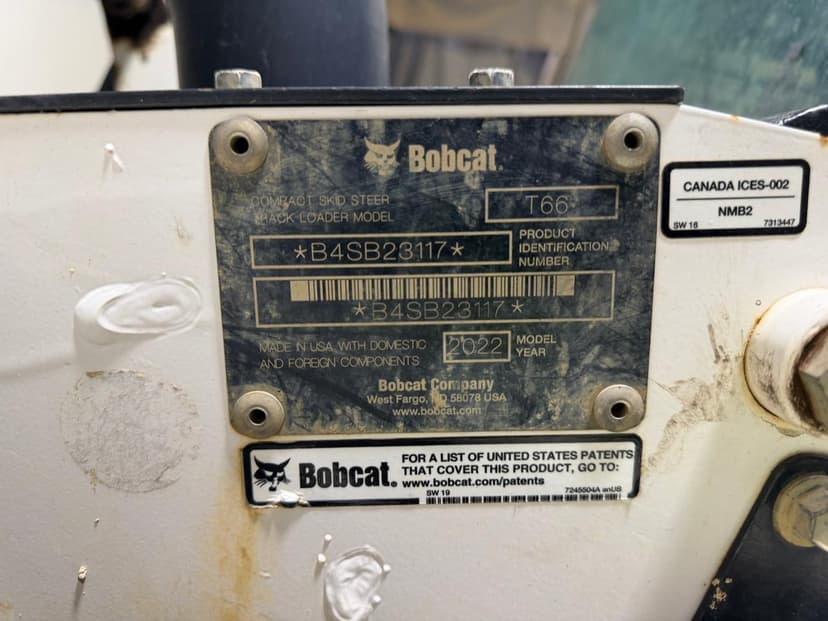 Bobcat.
COMPACT SKID STEER
TRACK LOADER MODEL
T66
*B4SB23117*
PRODUCT
IDENTIFICATION
NUMBER
*B4SB23117*
MADE IN USA WITH DOMESTIC
AND FOREIGN COMPONENTS
2022
MODEL
YEAR
Bobcat Company
West Fargo, ND 58078 USA
www.bobcat.com
CANADA ICES-002
NMB2
SW 16 7313447
Bobcat.
FOR A LIST OF UNITED STATES PATENTS
THAT COVER THIS PRODUCT, GO TO:
www.bobcat.com/patents
SW 19 7245504A enUS